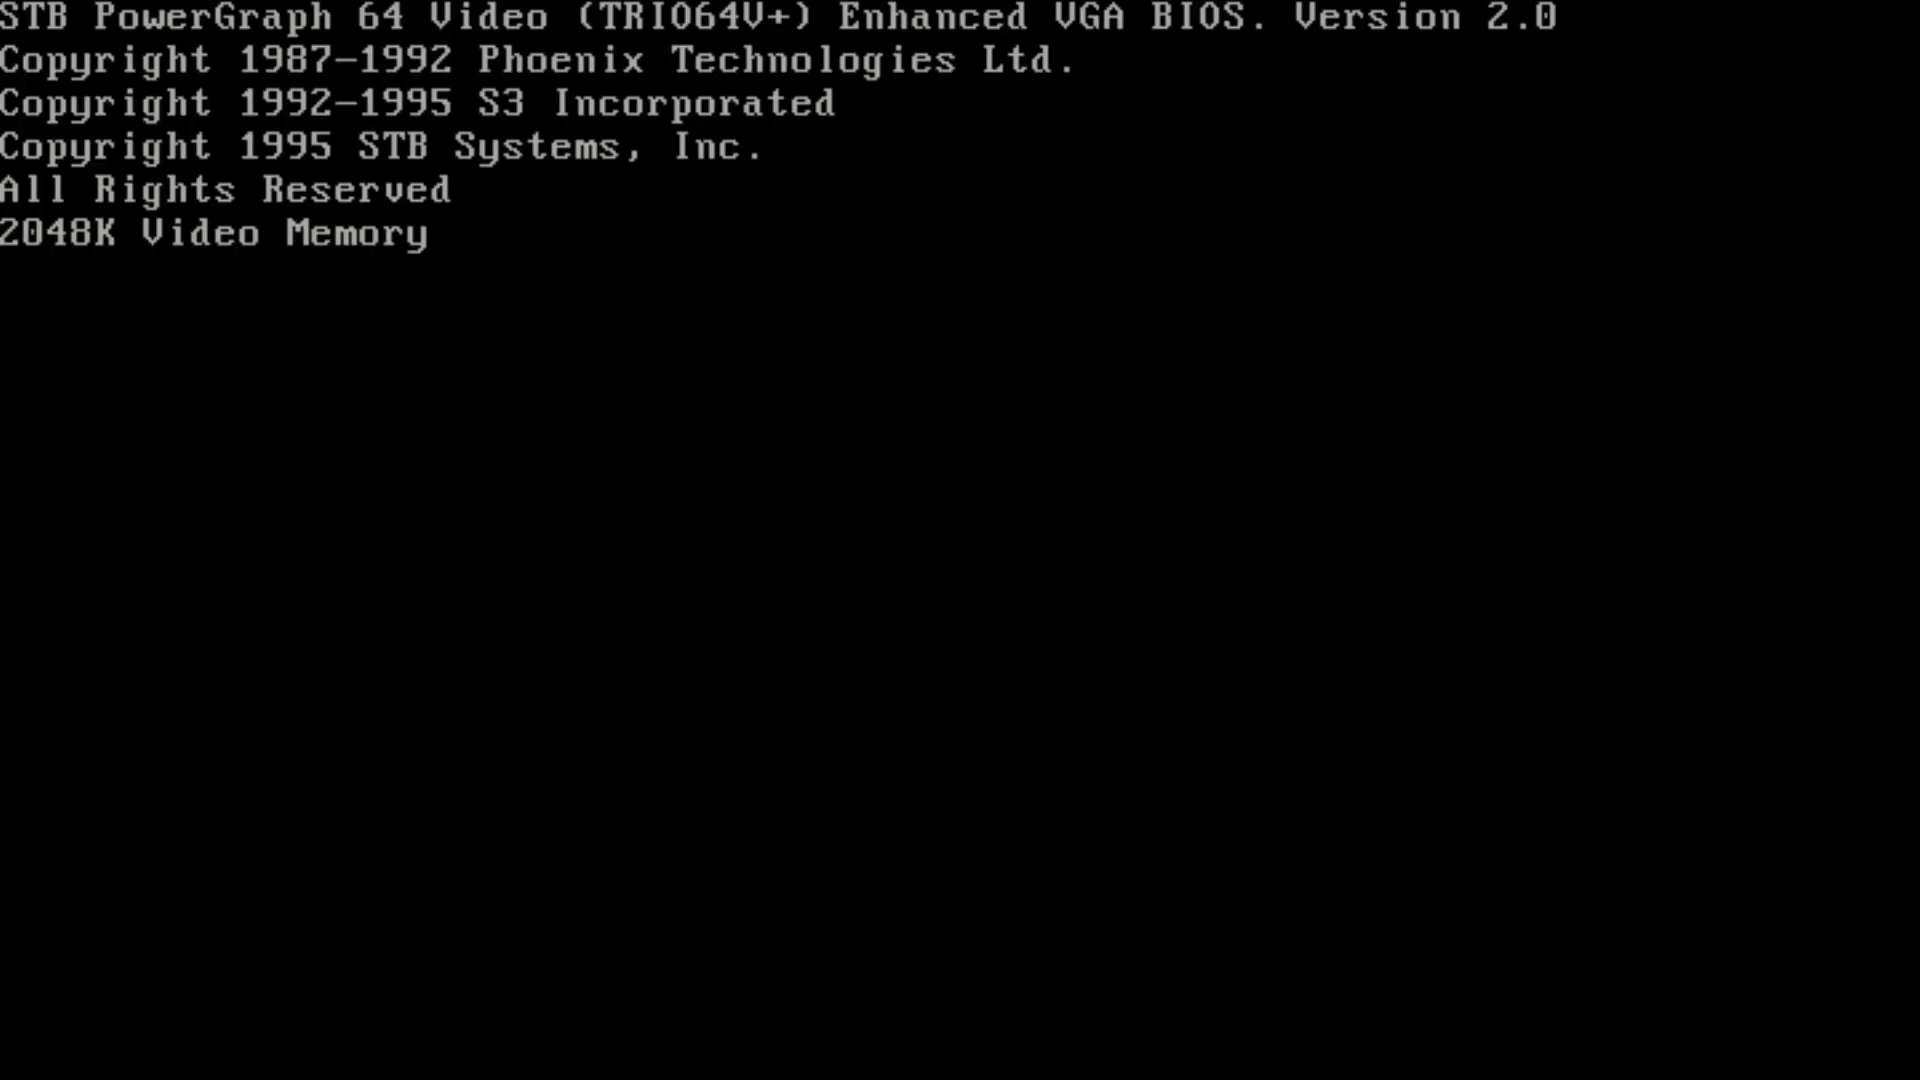 STB PowerGraph 64 Video (TRIO64V+) Enhanced VGA BIOS. Version 2.0
Copyright 1987-1992 Phoenix Technologies Ltd.
Copyright 1992-1995 S3 Incorporated
Copyright 1995 STB Systems, Inc.
All Rights Reserved
2048K Video Memory